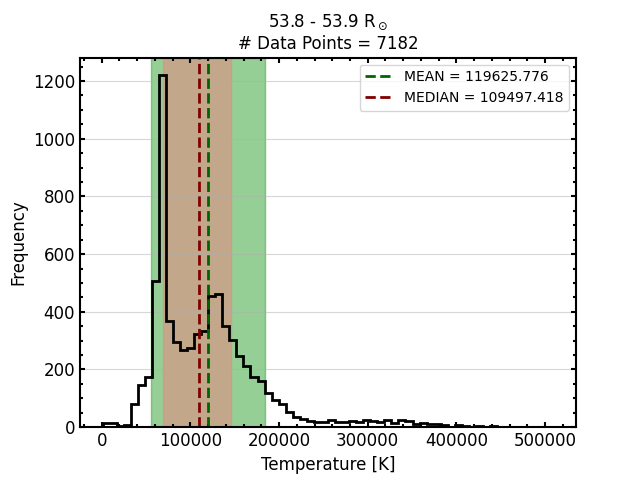 53.8 - 53.9 R⊙
# Data Points = 7182
MEAN = 119625.776
MEDIAN = 109497.418
Frequency
1200
1000
800
600
400
200
0
0 100000 200000 300000 400000 500000
Temperature [K]